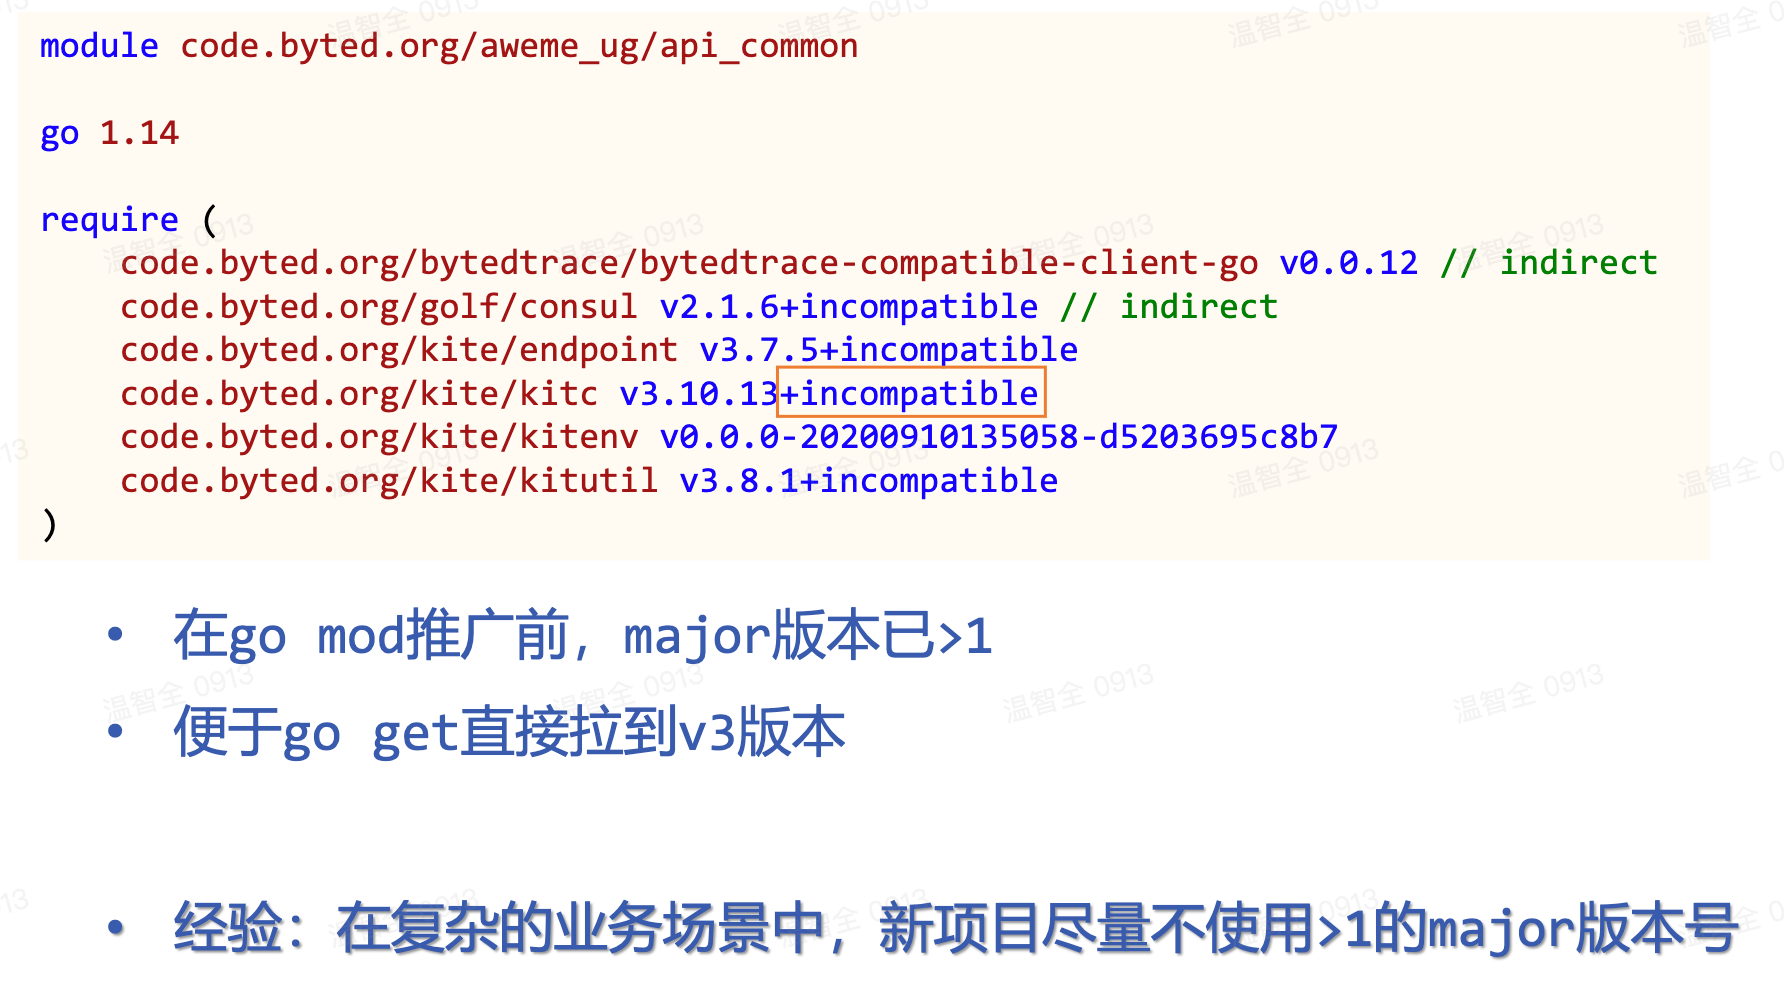 module code.byted.org/aweme_ug/api_common
go 1.14
require (
code.byted.org/bytedtrace/bytedtrace-compatible-client-go v0.0.12 // indirect
code.byted.org/golf/consul v2.1.6+incompatible // indirect
code.byted.org/kite/endpoint v3.7.5+incompatible
code.byted.org/kite/kitc v3.10.13+incompatible
code.byted.org/kite/kitenv v0.0.0-20200910135058-d5203695c8b7
code.byted.org/kite/kitutil v3.8.1+incompatible
)
• 在go mod推广前，major版本已>1
• 便于go get直接拉到v3版本
• 经验：在复杂的业务场景中，新项目尽量不使用>1的major版本号
温智全 0913